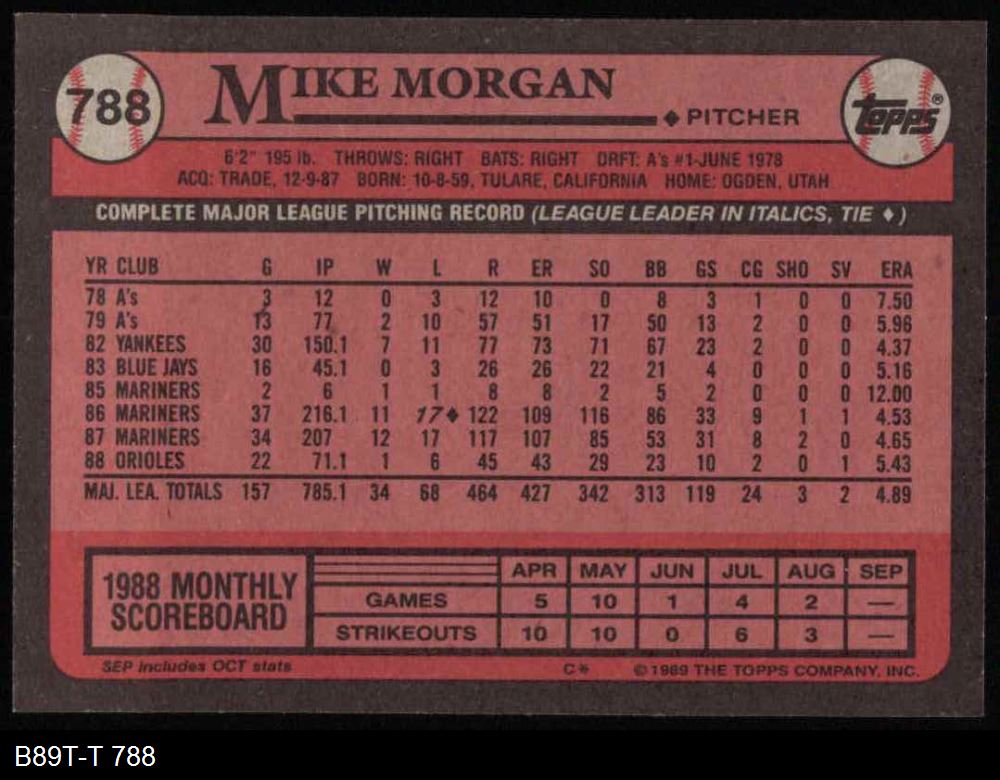 788
MIKE MORGAN
♦ PITCHER
TOPPS®
6'2" 195 lb. THROWS: RIGHT BATS: RIGHT DRFT: A's #1-JUNE 1978
ACQ: TRADE, 12-9-87 BORN: 10-8-59, TULARE, CALIFORNIA HOME: OGDEN, UTAH
COMPLETE MAJOR LEAGUE PITCHING RECORD (LEAGUE LEADER IN ITALICS, TIE ♦)
YR CLUB G IP W L R ER SO BB GS CG SHO SV ERA
78 A's 3 12 0 3 12 10 0 8 3 1 0 0 7.50
79 A's 13 77 2 10 57 51 17 50 13 2 0 0 5.96
82 YANKEES 30 150.1 7 11 77 73 71 67 23 2 0 0 4.37
83 BLUE JAYS 16 45.1 0 3 26 26 22 21 4 0 0 0 5.16
85 MARINERS 2 6 1 1 8 8 2 5 2 0 0 0 12.00
86 MARINERS 37 216.1 11 17♦ 122 109 116 86 33 9 1 1 4.53
87 MARINERS 34 207 12 17 117 107 85 53 31 8 2 0 4.65
88 ORIOLES 22 71.1 1 6 45 43 29 23 10 2 0 1 5.43
MAJ. LEA. TOTALS 157 785.1 34 68 464 427 342 313 119 24 3 2 4.89
1988 MONTHLY SCOREBOARD
APR MAY JUN JUL AUG SEP
GAMES 5 10 1 4 2 —
STRIKEOUTS 10 10 0 6 3 —
SEP includes OCT stats C* © 1989 THE TOPPS COMPANY, INC.
B89T-T 788